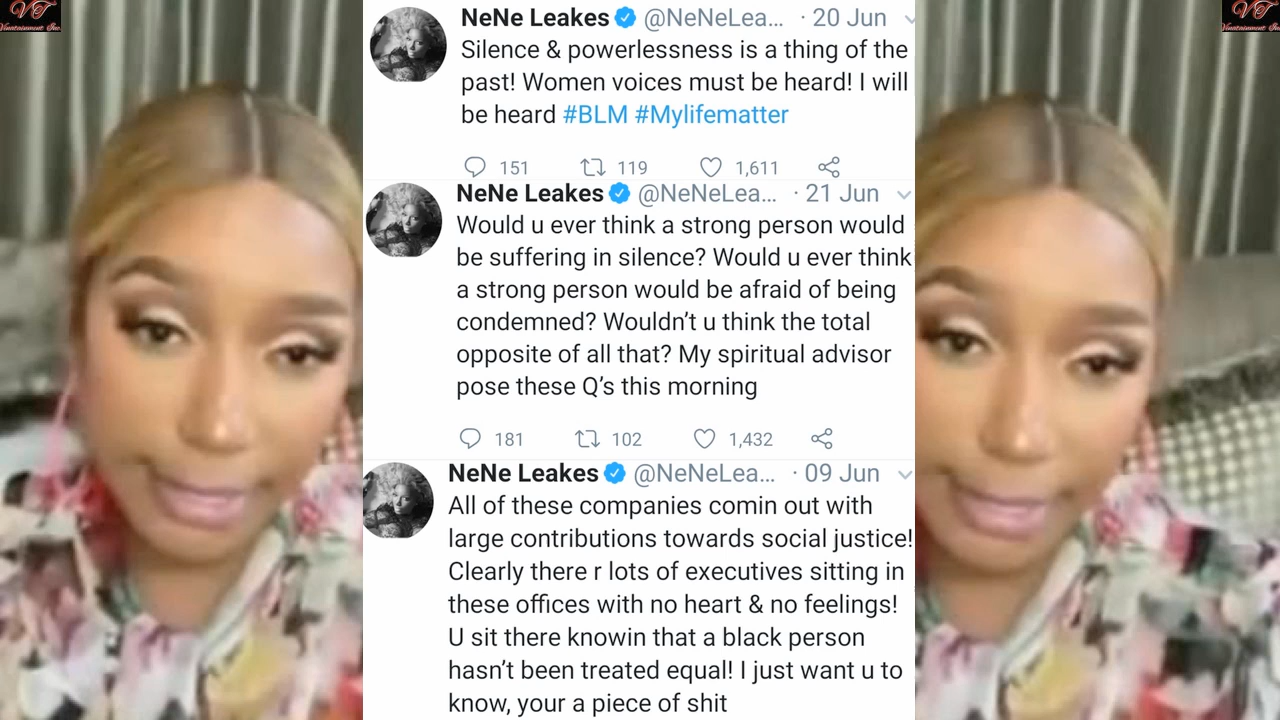 VT
Vinatainment Inc.
VT
Vinatainment Inc.
NeNe Leakes @NeNeLea... · 20 Jun
Silence & powerlessness is a thing of the
past! Women voices must be heard! I will
be heard #BLM #Mylifematter
151 119 1,611
NeNe Leakes @NeNeLea... · 21 Jun
Would u ever think a strong person would
be suffering in silence? Would u ever think
a strong person would be afraid of being
condemned? Wouldn’t u think the total
opposite of all that? My spiritual advisor
pose these Q’s this morning
181 102 1,432
NeNe Leakes @NeNeLea... · 09 Jun
All of these companies comin out with
large contributions towards social justice!
Clearly there r lots of executives sitting in
these offices with no heart & no feelings!
U sit there knowin that a black person
hasn’t been treated equal! I just want u to
know, your a piece of shit